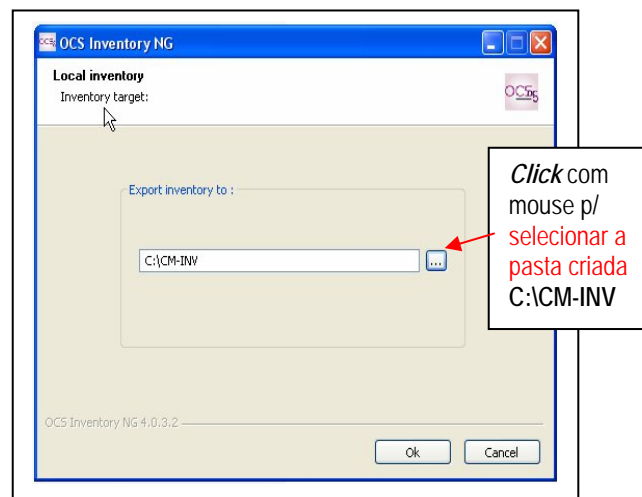 OCS Inventory NG
Local inventory
Inventory target:
Export inventory to :
C:\CM-INV
...
Click com
mouse p/
selecionar a
pasta criada
C:\CM-INV
OCS Inventory NG 4.0.3.2
Ok
Cancel